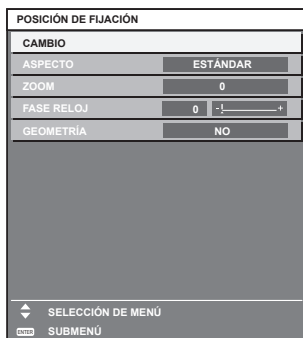 POSICIÓN DE FIJACIÓN
CAMBIO
ASPECTO ESTÁNDAR
ZOOM 0
FASE RELOJ 0 - +
GEOMETRÍA NO
SELECCIÓN DE MENÚ
ENTER SUBMENÚ